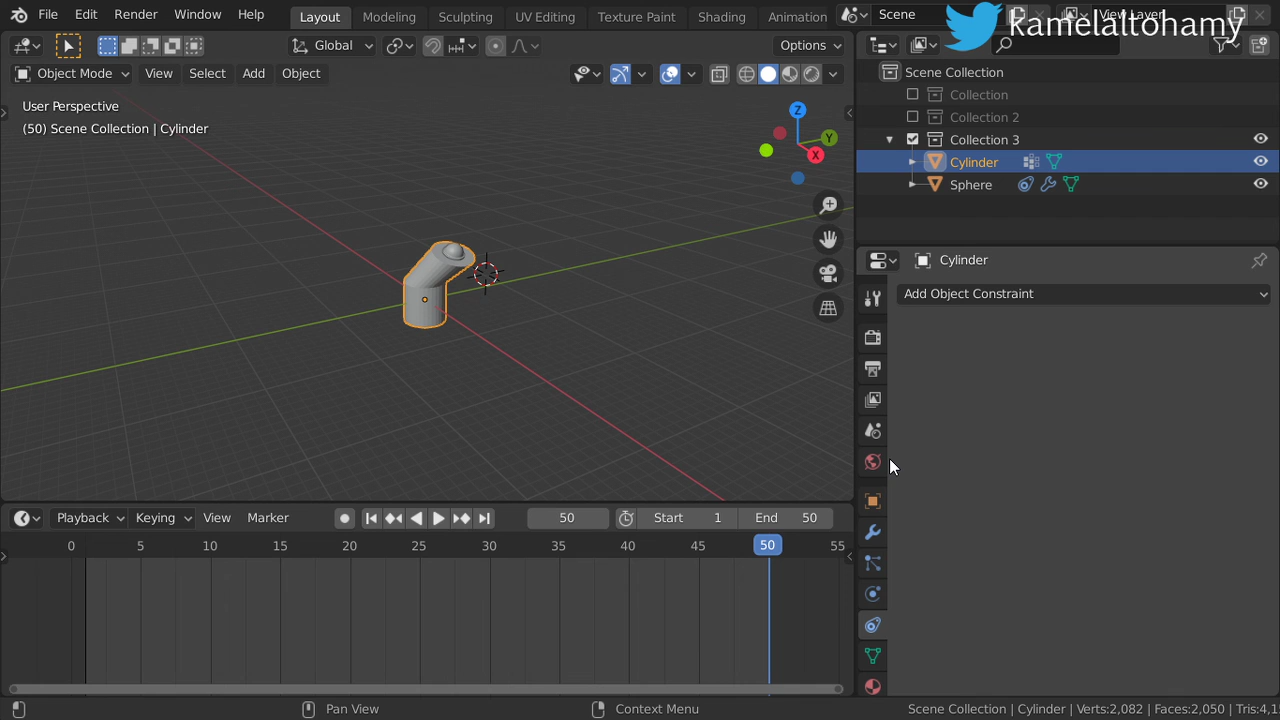 File Edit Render Window Help Layout Modeling Sculpting UV Editing Texture Paint Shading Animation Scene View Layer
kamelaltohamy
Global Options
Object Mode View Select Add Object
User Perspective
(50) Scene Collection | Cylinder
Z
Y
X
Scene Collection
Collection
Collection 2
Collection 3
Cylinder
Sphere
Cylinder
Add Object Constraint
Playback Keying View Marker 50 Start 1 End 50
0 5 10 15 20 25 30 35 40 45 50 55
Pan View Context Menu Scene Collection | Cylinder | Verts:2,082 | Faces:2,050 | Tris:4,1